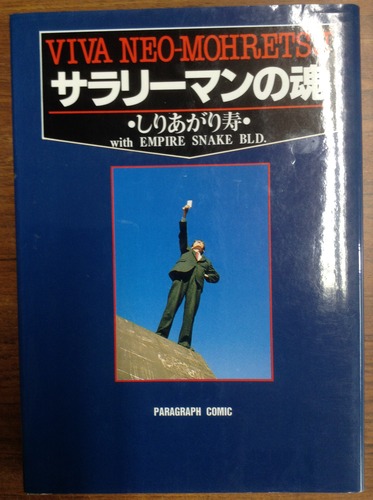 VIVA NEO-MOHRETS
サラリーマンの魂
・しりあがり寿・
with EMPIRE SNAKE BLD.
PARAGRAPH COMIC